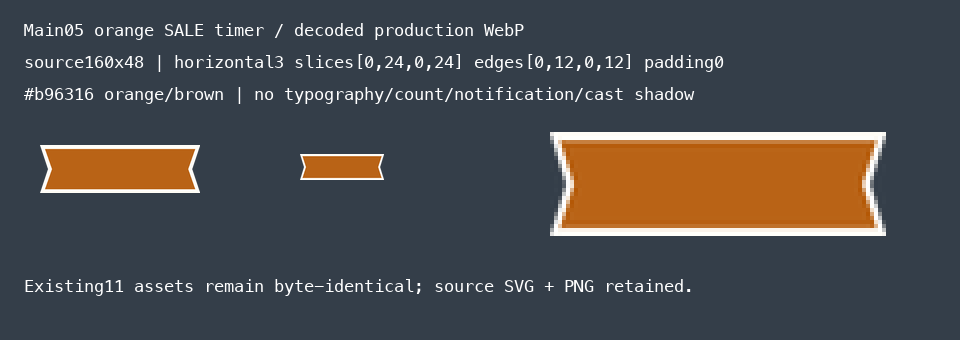 Main05 orange SALE timer / decoded production WebP
source160x48 | horizontal3 slices[0,24,0,24] edges[0,12,0,12] padding0
#b96316 orange/brown | no typography/count/notification/cast shadow
Existing11 assets remain byte–identical; source SVG + PNG retained.